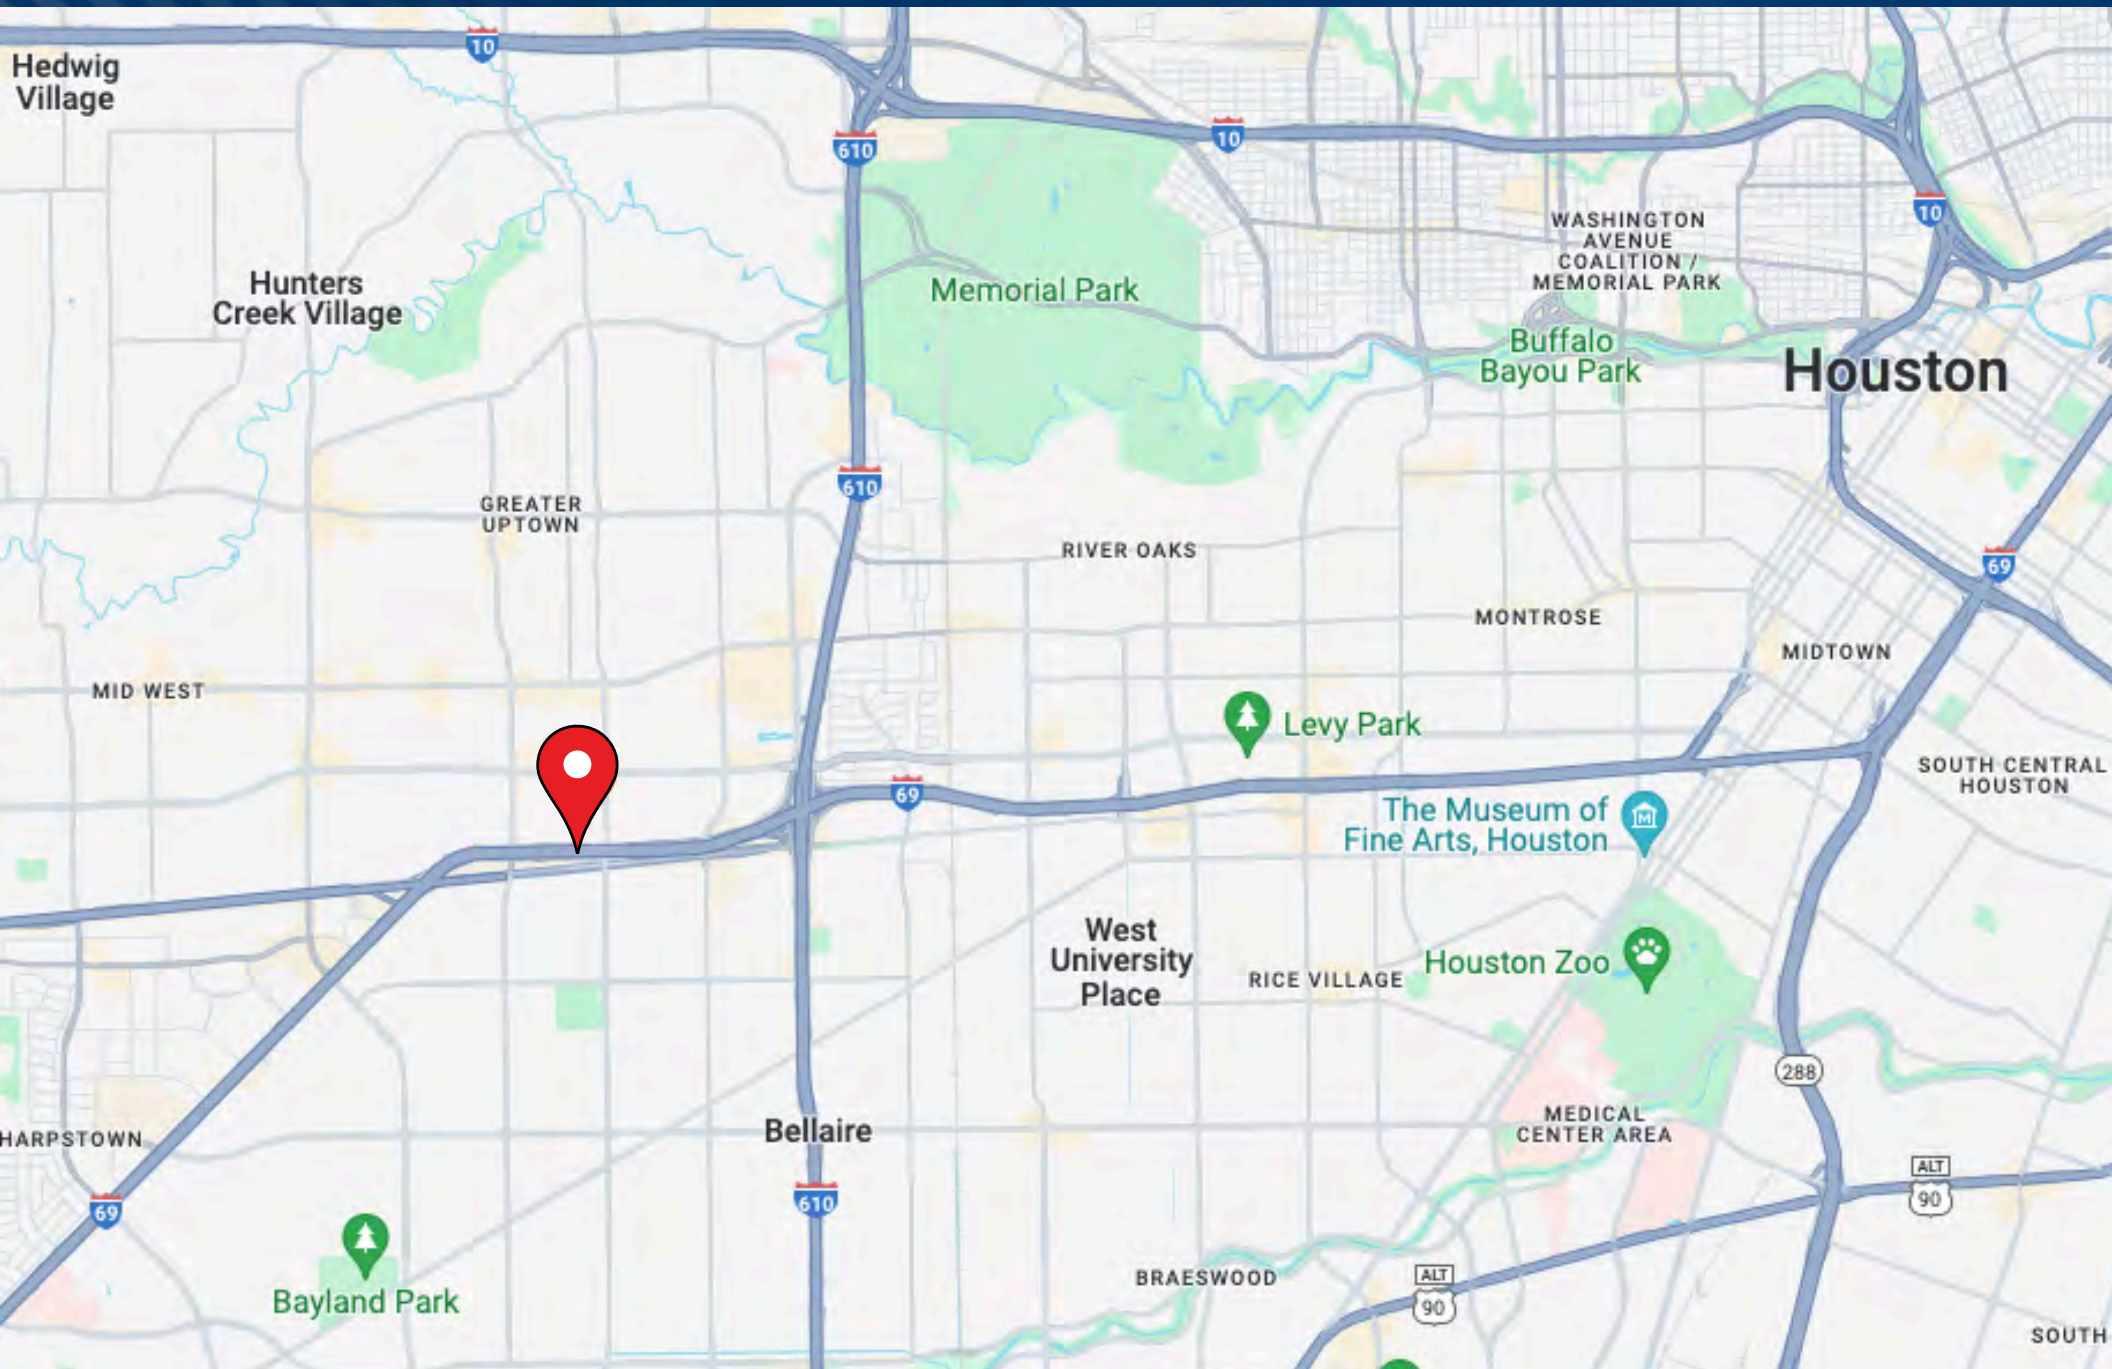 10
Hedwig
Village
610
10
10
WASHINGTON
AVENUE
COALITION /
MEMORIAL PARK
Hunters
Creek Village
Memorial Park
Buffalo
Bayou Park
Houston
610
GREATER
UPTOWN
RIVER OAKS
69
MONTROSE
MIDTOWN
MID WEST
Levy Park
SOUTH CENTRAL
HOUSTON
69
The Museum of
Fine Arts, Houston
M
West
University
Place
RICE VILLAGE
Houston Zoo
288
MEDICAL
CENTER AREA
Bellaire
HARPSTOWN
ALT
90
610
69
Bayland Park
BRAESWOOD
ALT
90
SOUTH